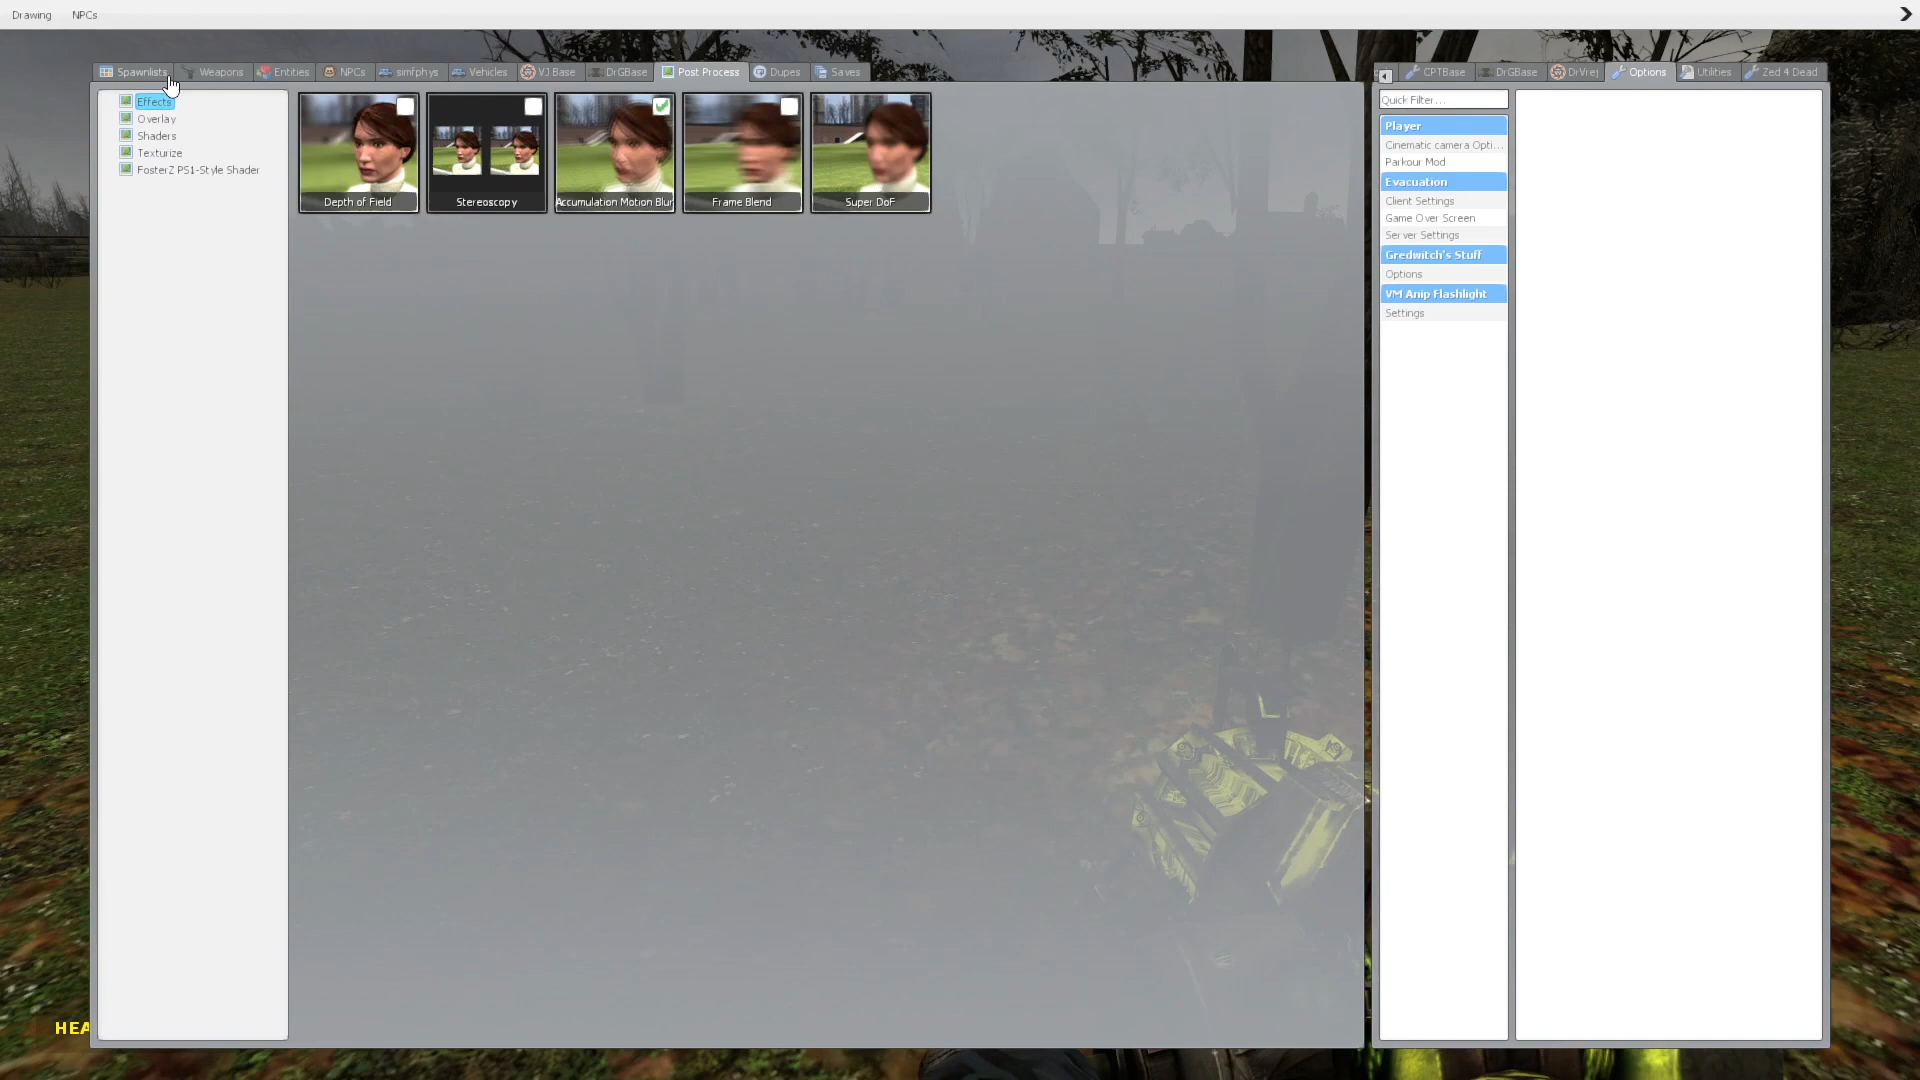 Drawing NPCs
Spawnlists Weapons Entities NPCs simfphys Vehicles VJ Base DrGBase Post Process Dupes Saves
CPTBase DrGBase DrVrej Options Utilities Zed 4 Dead
Effects
Overlay
Shaders
Texturize
FosterZ PS1-Style Shader
Depth of Field
Stereoscopy
Accumulation Motion Blur
Frame Blend
Super DoF
Quick Filter...
Player
Cinematic camera Opti...
Parkour Mod
Evacuation
Client Settings
Game Over Screen
Server Settings
Gredwitch's Stuff
Options
VM Anip Flashlight
Settings
HEA